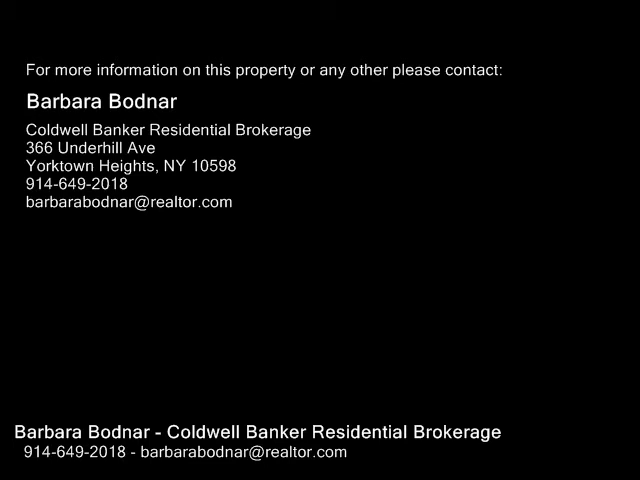 For more information on this property or any other please contact:
Barbara Bodnar
Coldwell Banker Residential Brokerage
366 Underhill Ave
Yorktown Heights, NY 10598
914-649-2018
barbarabodnar@realtor.com
Barbara Bodnar - Coldwell Banker Residential Brokerage
914-649-2018 - barbarabodnar@realtor.com